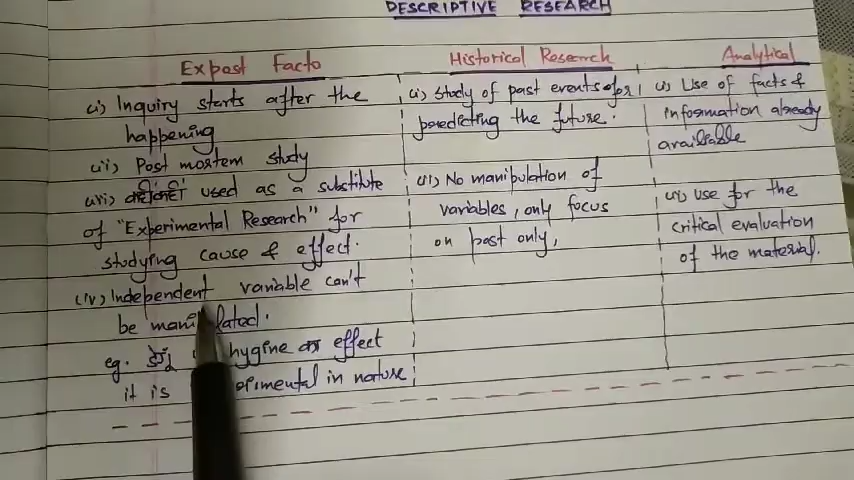 DESCRIPTIVE RESEARCH
Expost Facto
(i) Inquiry starts after the
happening
(ii) Post mortem study
(iii) used as a substitute
of "Experimental Research" for
studying cause & effect.
(iv) Independent variable can't
be lated.
eg. hygine effect
it is in nature
Historical Research
(i) Study of past events for
predicting the future.
(ii) No manipulation of
variables, only focus
on past only,
Analytical
(i) Use of facts &
information already
available
(ii) Use for the
critical evaluation
of the material.